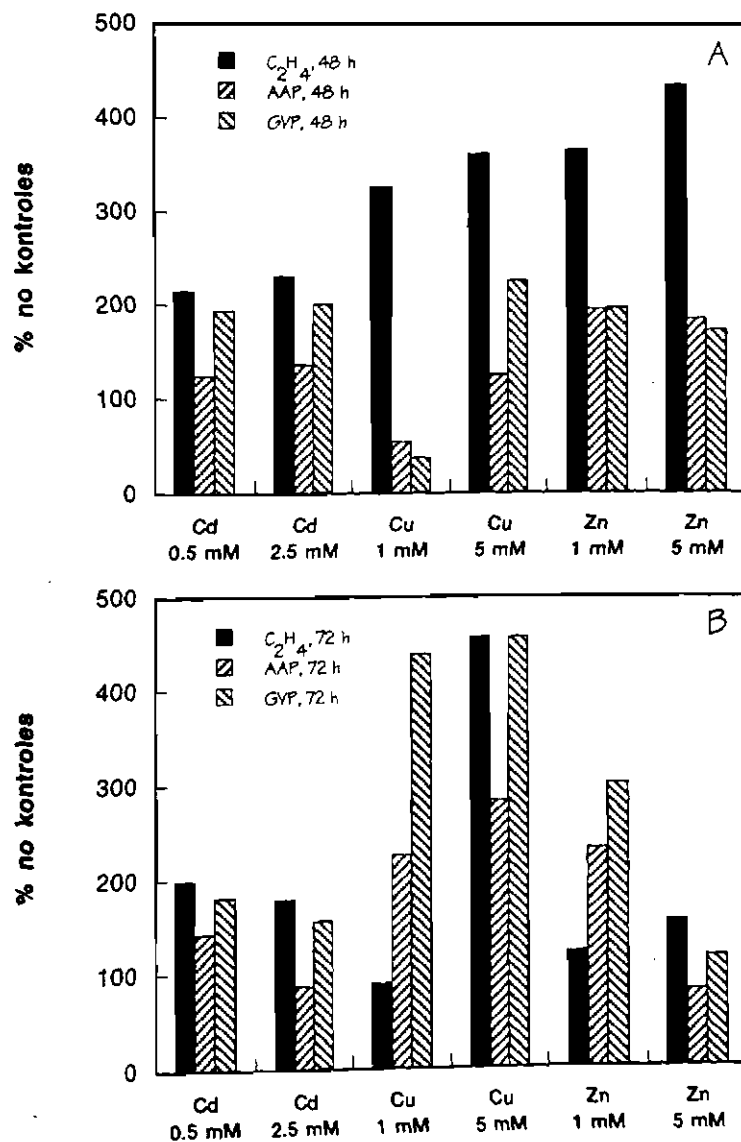 500
400
300
200
100
0
% no kontroles
A
C₂H₄, 48 h
AAP, 48 h
GVP, 48 h
Cd Cd Cu Cu Zn Zn
0.5 mM 2.5 mM 1 mM 5 mM 1 mM 5 mM
500
400
300
200
100
0
% no kontroles
B
C₂H₄, 72 h
AAP, 72 h
GVP, 72 h
Cd Cd Cu Cu Zn Zn
0.5 mM 2.5 mM 1 mM 5 mM 1 mM 5 mM